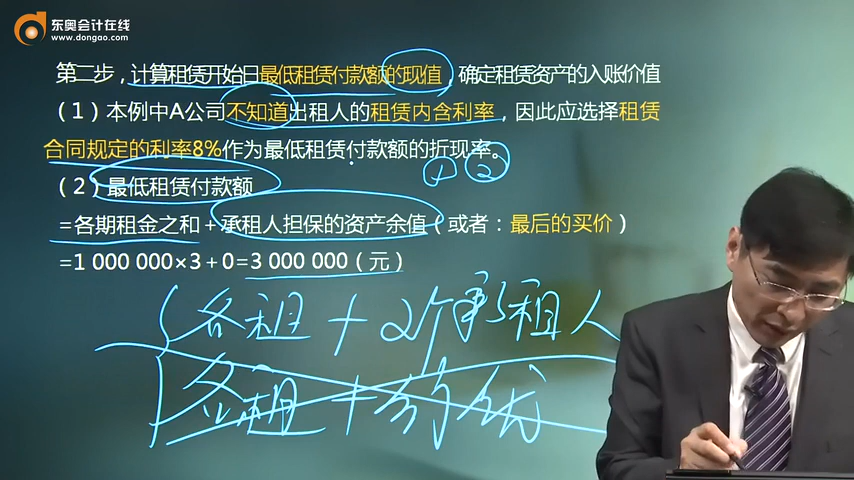 东奥会计在线
www.dongao.com
第二步，计算租赁开始日最低租赁付款额的现值，确定租赁资产的入账价值
（1）本例中A公司不知道出租人的租赁内含利率，因此应选择租赁
合同规定的利率8%作为最低租赁付款额的折现率。
① ②
（2）最低租赁付款额
=各期租金之和＋承租人担保的资产余值（或者：最后的买价）
=1 000 000×3＋0=3 000 000（元）
各租＋2个承租人
各租＋